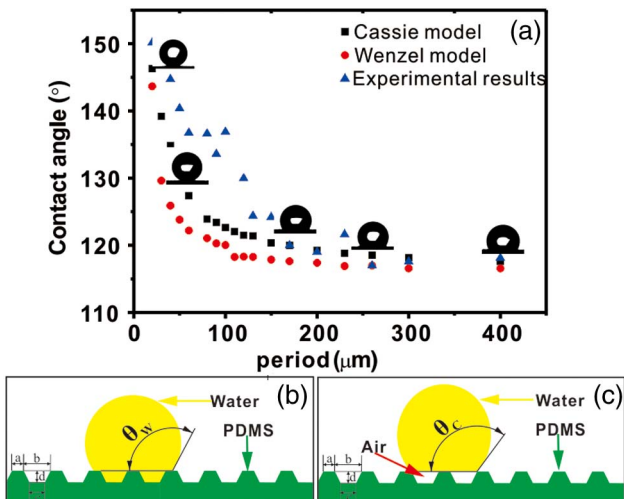 (a)
Cassie model
Wenzel model
Experimental results
Contact angle (°)
150
140
130
120
110
0
100
200
300
400
period(μm)
(b)
Water
θw
PDMS
a
b
d
(c)
Water
θc
PDMS
Air
a
b
d